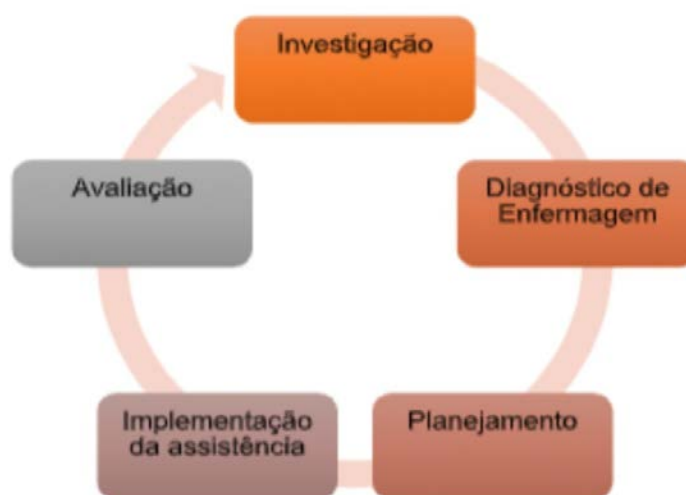 Investigação
Diagnóstico de
Enfermagem
Planejamento
Implementação
da assistência
Avaliação